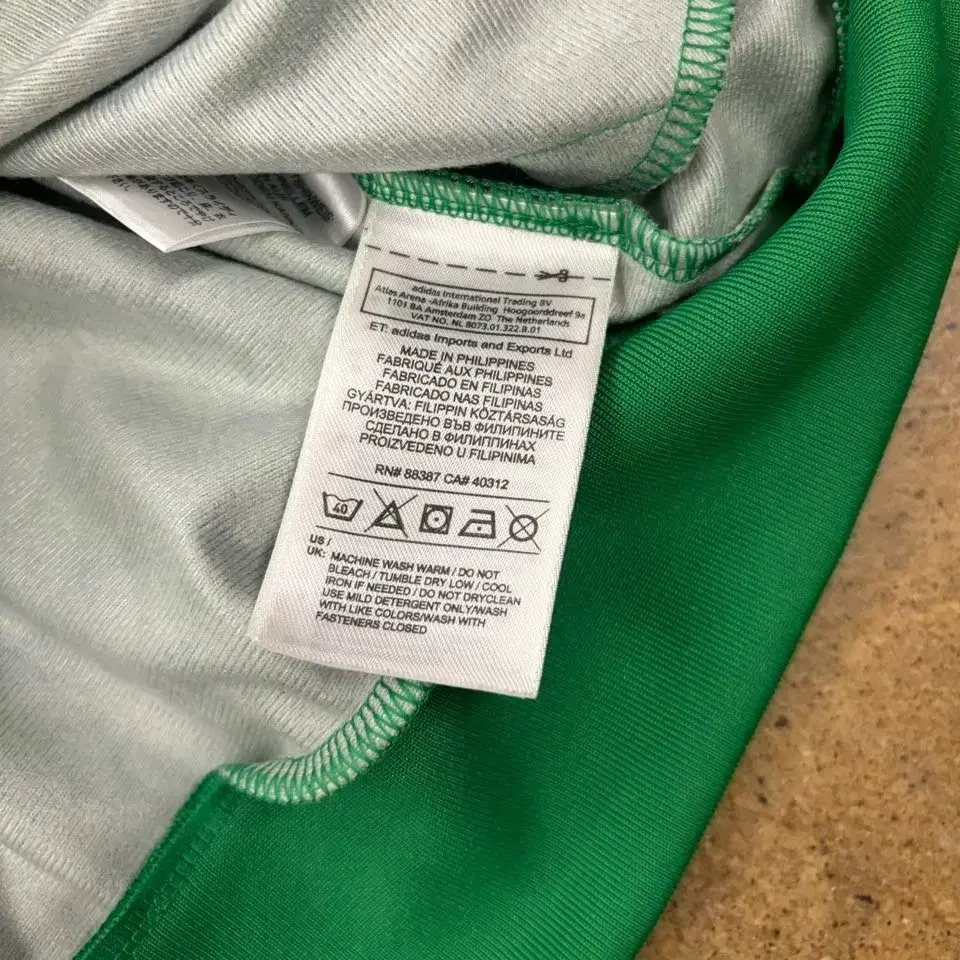 adidas International Trading BV
Atlas Arena -Afrika Building Hoogoorddreef 9a
1101 BA Amsterdam ZO The Netherlands
VAT NO. NL 8073.01.322.B.01
ET: adidas Imports and Exports Ltd
MADE IN PHILIPPINES
FABRIQUÉ AUX PHILIPPINES
FABRICADO EN FILIPINAS
FABRICADO NAS FILIPINAS
GYÁRTVA: FILIPPIN KÖZTÁRSASÁG
ПРОИЗВЕДЕНО ВЪВ ФИЛИПИНИТЕ
СДЕЛАНО В ФИЛИППИНАХ
PROIZVEDENO U FILIPINIMA
RN# 88387 CA# 40312
40
US /
UK: MACHINE WASH WARM / DO NOT
BLEACH / TUMBLE DRY LOW / COOL
IRON IF NEEDED / DO NOT DRYCLEAN
USE MILD DETERGENT ONLY/WASH
WITH LIKE COLORS/WASH WITH
FASTENERS CLOSED